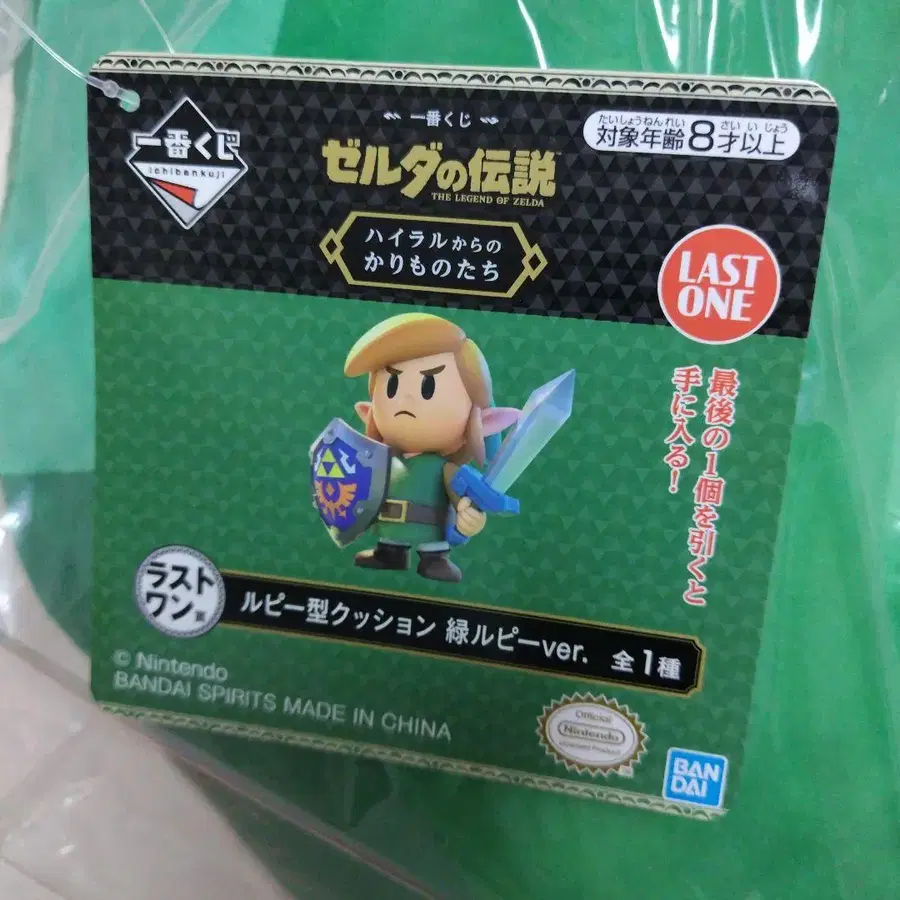 一番くじ
ichibankuji
一番くじ
ゼルダの伝説
THE LEGEND OF ZELDA
ハイラルからの
かりものたち
たいしょうねんれい さい い じょう
対象年齢 8才以上
LAST
ONE
最後の1個を引くと
手に入る!
ラスト
ワン賞
ルピー型クッション 緑ルピーver. 全1種
© Nintendo
BANDAI SPIRITS MADE IN CHINA
Official
Nintendo
Licensed Product
BAN
DAI